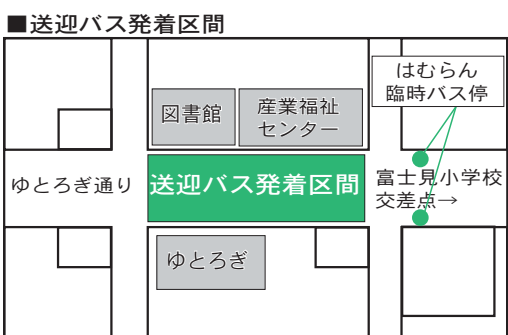 ■送迎バス発着区間
はむらん
臨時バス停
図書館
産業福祉
センター
ゆとろぎ通り
送迎バス発着区間
富士見小学校
交差点→
ゆとろぎ